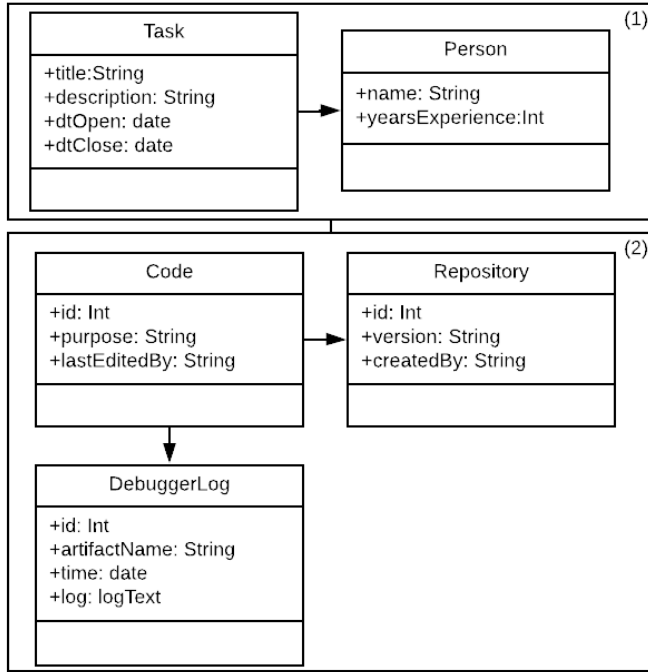 (1)
Task
+title:String
+description: String
+dtOpen: date
+dtClose: date
Person
+name: String
+yearsExperience:Int
(2)
Code
+id: Int
+purpose: String
+lastEditedBy: String
Repository
+id: Int
+version: String
+createdBy: String
DebuggerLog
+id: Int
+artifactName: String
+time: date
+log: logText